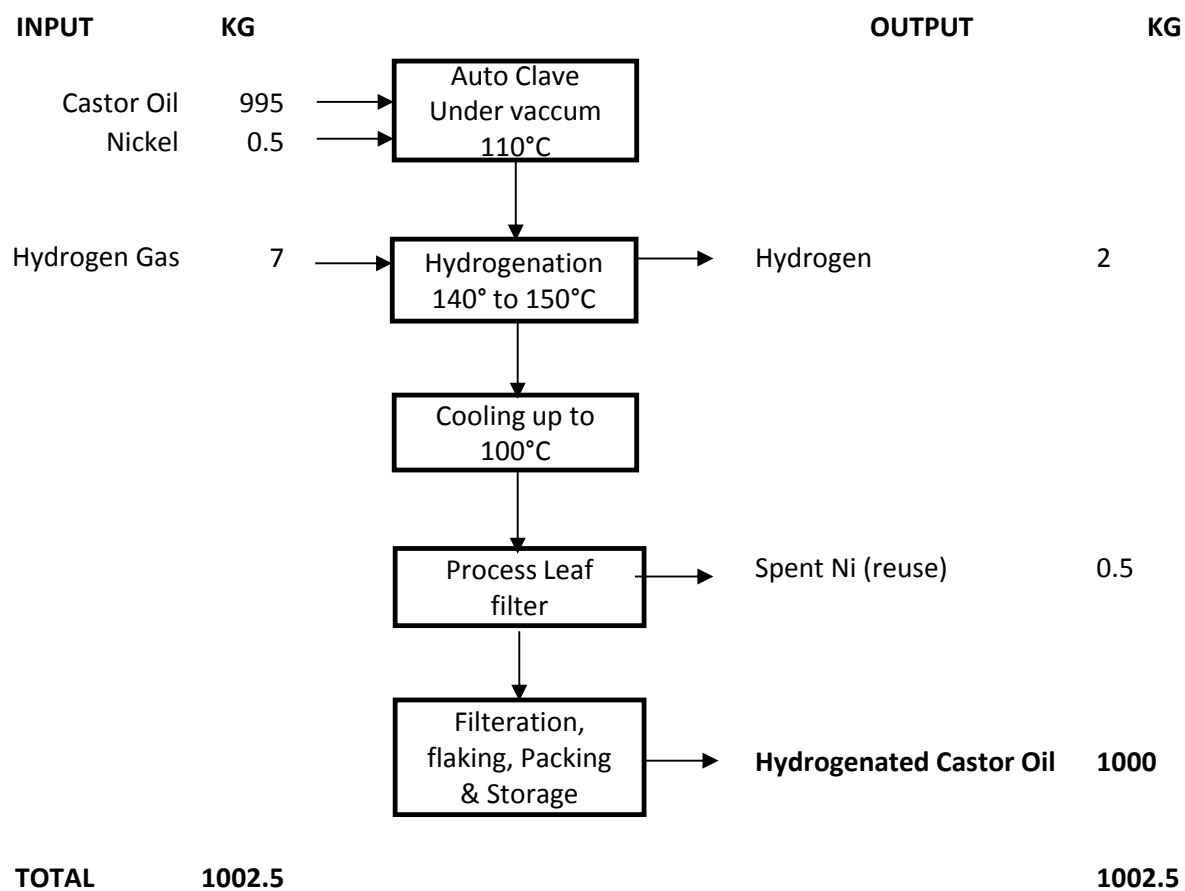 INPUT KG OUTPUT KG
Auto Clave
Castor Oil 995
Under vaccum
Nickel 0.5
110°C
Hydrogen Gas 7
Hydrogenation
140° to 150°C
Hydrogen 2
Cooling up to
100°C
Process Leaf
filter
Spent Ni (reuse) 0.5
Filteration,
flaking, Packing
& Storage
Hydrogenated Castor Oil 1000
TOTAL 1002.5 1002.5